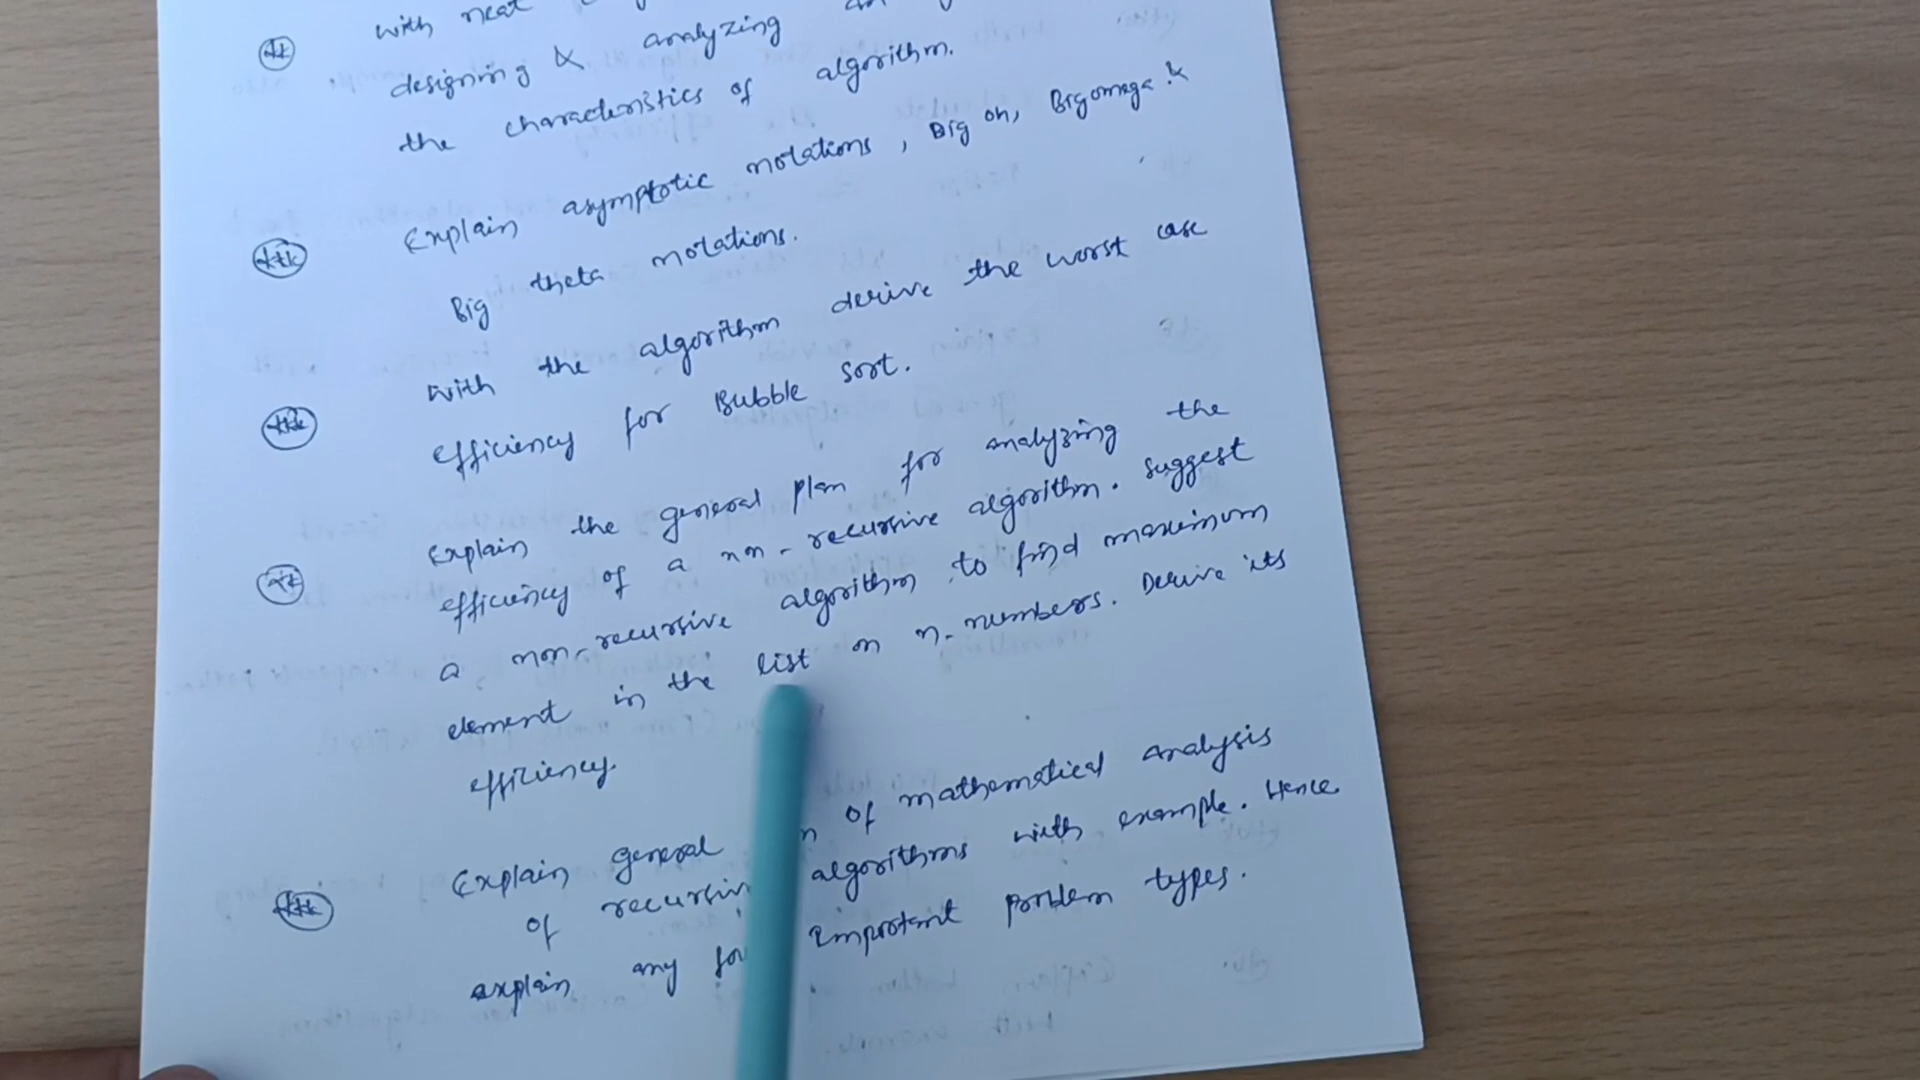 ** with neat
designing & analyzing
the characteristics of algorithm.
*** Explain asymptotic notations, Big oh, Big omega &
Big theta notations.
*** With the algorithm derive the worst case
efficiency for Bubble sort.
** Explain the general plan for analyzing the
efficiency of a non-recursive algorithm. suggest
a non-recursive algorithm to find maximum
element in the list on n-numbers. Derive its
efficiency.
*** Explain general of mathematical analysis
of algorithms with example. Hence
explain any important problem types.